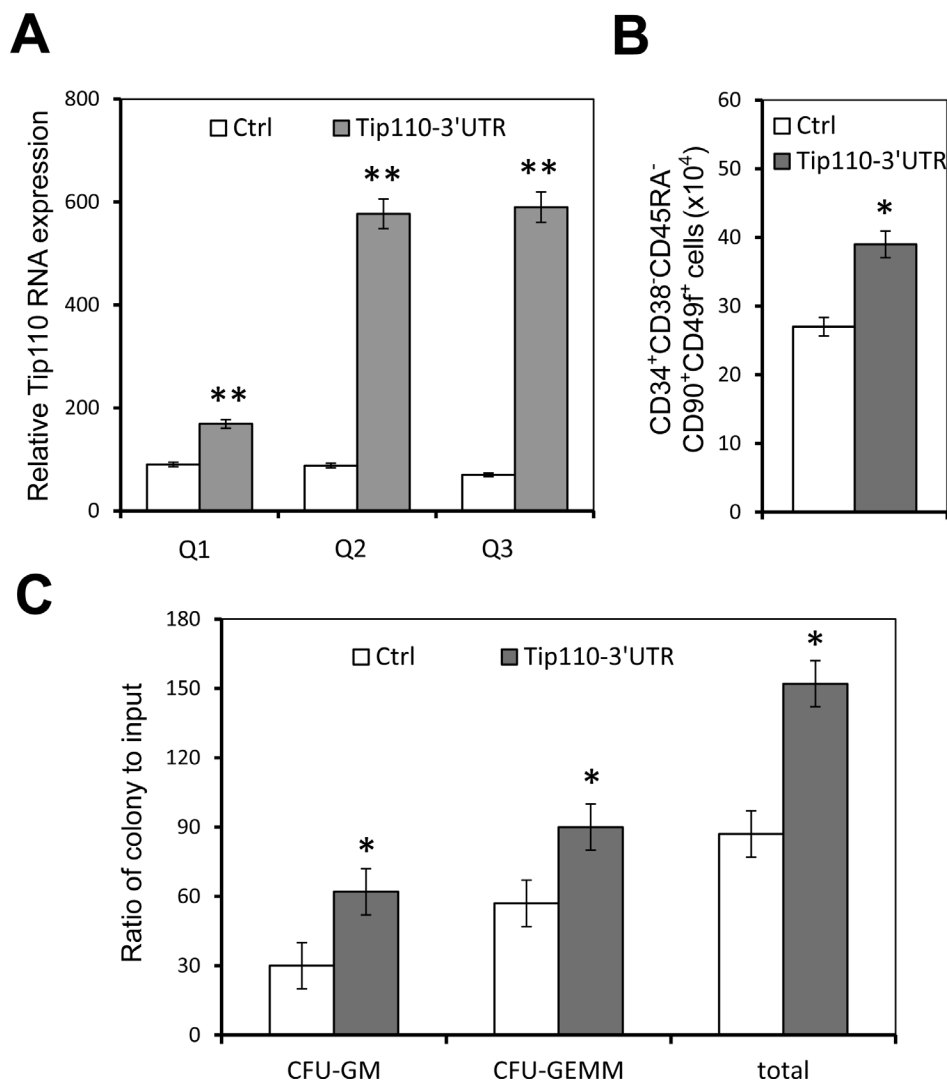 A
Relative Tip110 RNA expression
800
600
400
200
0
Ctrl Tip110-3'UTR
** ** **
Q1 Q2 Q3
B
CD34⁺CD38⁻CD45RA⁻
CD90⁺CD49f⁺ cells (x10⁴)
60
50
40
30
20
10
0
Ctrl
Tip110-3'UTR
*
C
Ratio of colony to input
180
150
120
90
60
30
0
Ctrl Tip110-3'UTR
* * *
CFU-GM CFU-GEMM total